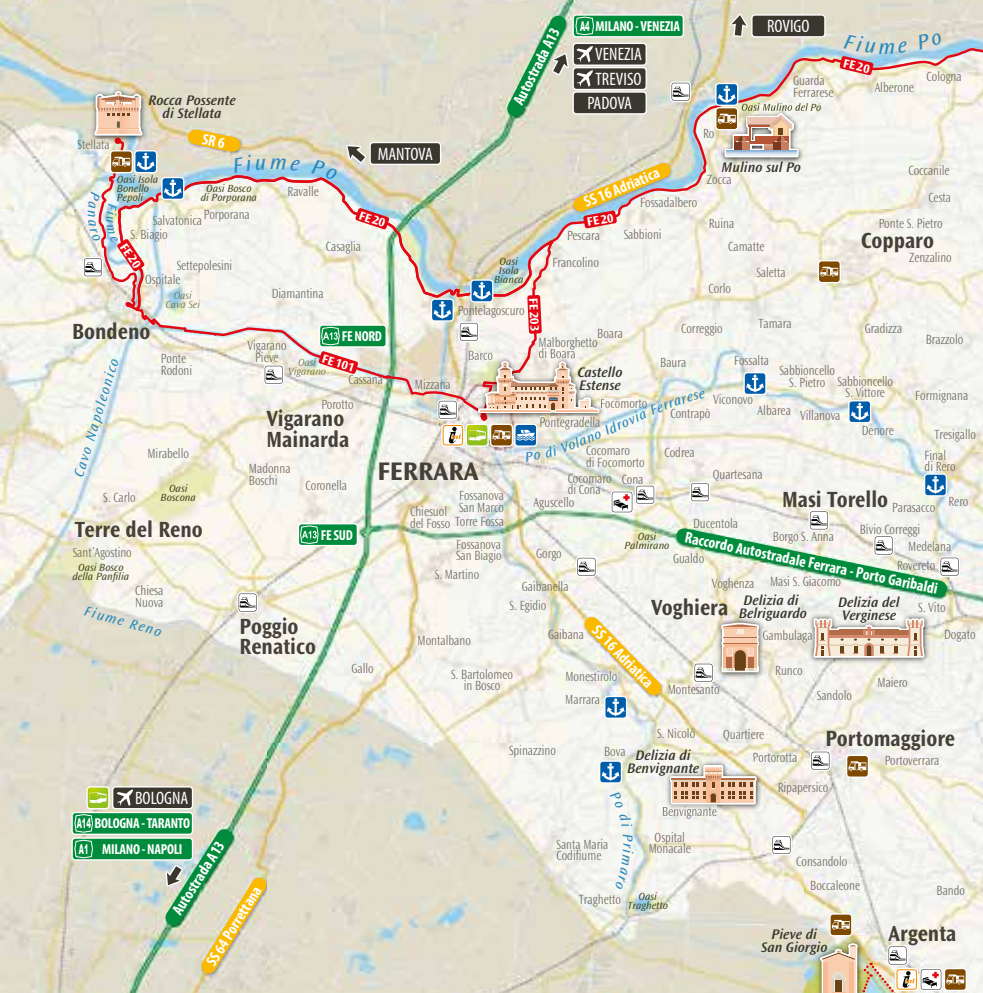 A4 MILANO - VENEZIA
VENEZIA
TREVISO
PADOVA
ROVIGO
Autostrada A13
Fiume Po
FE20
Cologna
Guarda
Ferrarese
Alberone
Rocca Possente
di Stellata
Stellata
SR 6
MANTOVA
Fiume Po
Oasi Mulino del Po
Ro
Mulino sul Po
Zocca
Coccanile
Cesta
SS 16 Adriatica
Fossadalbero
FE20
Oasi Isola
Bonello
Pepoli
Oasi Bosco
di Porporana
Ravalle
Panaro
Fiume
Salvatonica
Porporana
S. Biagio
FE20
FE20
Casaglia
Settepolesini
Ospitale
Oasi
Cava Sei
Diamantina
Pescara
Sabbioni
Francolino
Oasi
Isola
Bianca
Pontelagoscuro
Ruina
Camatte
Corlo
Saletta
Ponte S. Pietro
Copparo
Zenzalino
Bondeno
A13 FE NORD
FE 203
Ponte
Rodoni
Vigarano
Pieve
Oasi
Vigarano
FE101
Cassana
Mizzana
Barco
Malborghetto
di Boara
Boara
Correggio
Tamara
Gradizza
Brazzolo
Castello
Estense
Baura
Fossalta
Viconovo
Albarea
Sabbioncello
S. Pietro
Sabbioncello
S. Vittore
Villanova
Denore
Formignana
Tresigallo
Final
di Rero
Rero
Cavo Napoleonico
Porotto
Vigarano
Mainarda
FERRARA
Focomorto
Contrapò
Pontegradella
Po di Volano Idrovia Ferrarese
Mirabello
Madonna
Boschi
Coronella
Oasi
Boscona
S. Carlo
Cocomaro
di Focomorto
Cocomaro
di Cona
Cona
Codrea
Quartesana
Masi Torello
Parasacco
Terre del Reno
A13 FE SUD
Chiesuol
del Fosso
Fossanova
San Marco
Torre Fossa
Aguscello
Ducentola
Borgo S. Anna
Bivio Correggi
Medelana
Rovereto
Sant'Agostino
Oasi Bosco
della Panfilia
Chiesa
Nuova
Fossanova
San Biagio
Gorgo
Oasi
Palmirano
Gualdo
Raccordo Autostradale Ferrara - Porto Garibaldi
S. Martino
Gaibanella
S. Egidio
Voghenza
Masi S. Giacomo
S. Vito
Fiume Reno
Poggio
Renatico
Voghiera
Delizia di
Belriguardo
Delizia del
Verginese
Gambulaga
Dogato
Gaibana
SS 16 Adriatica
Montalbano
Gallo
S. Bartolomeo
in Bosco
Monestirolo
Marrara
Montesanto
Runco
Maiero
Sandolo
S. Nicolò
Quartiere
Portomaggiore
Spinazzino
Bova
Delizia di
Benvignante
Portorotta
Portoverrara
Ripapersico
Benvignante
Po di Primaro
BOLOGNA
A14 BOLOGNA - TARANTO
A1 MILANO - NAPOLI
Autostrada A13
SS 64 Porrettana
Santa Maria
Codifiume
Ospital
Monacale
Consandolo
Boccaleone
Bando
Traghetto
Oasi
Traghetto
Pieve di
San Giorgio
Argenta